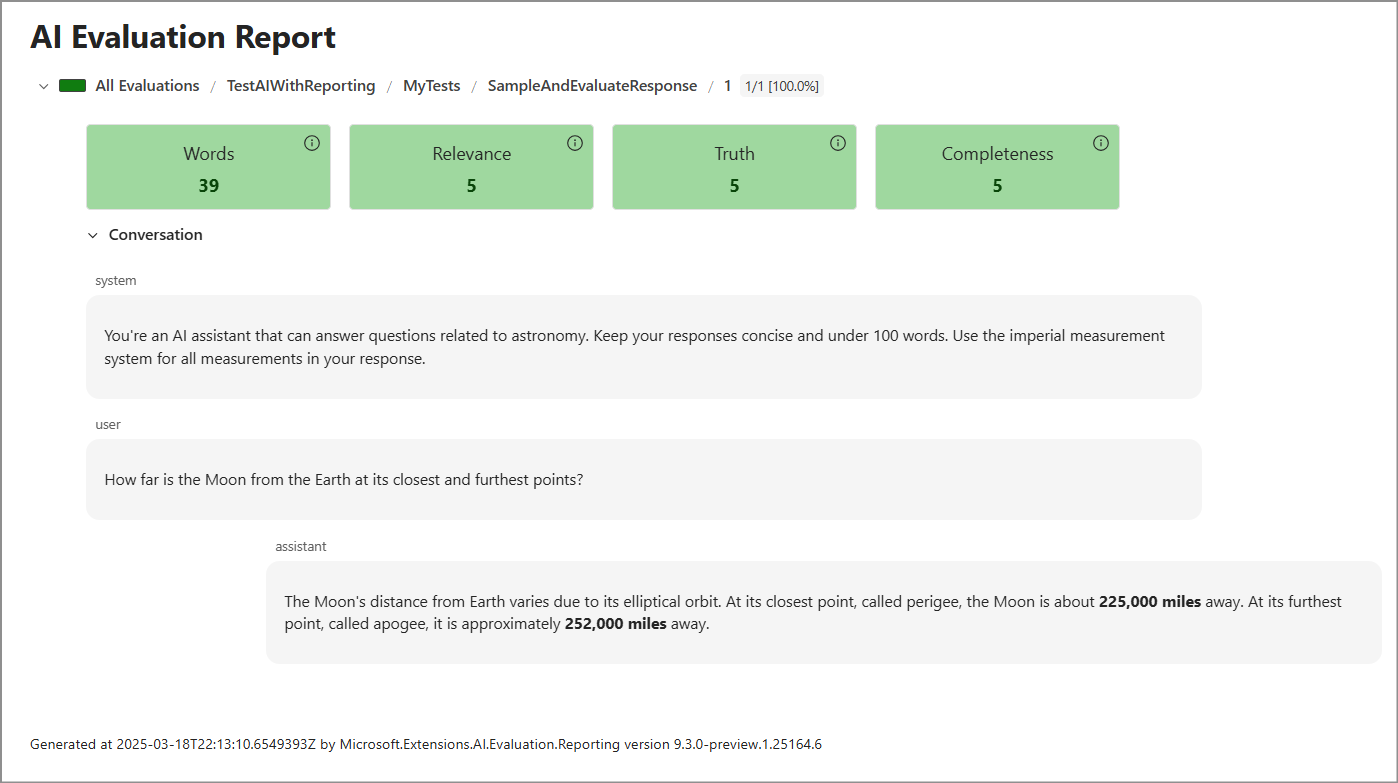 AI Evaluation Report
All Evaluations / TestAIWithReporting / MyTests / SampleAndEvaluateResponse / 1 1/1 [100.0%]
Words Relevance Truth Completeness
39 5 5 5
Conversation
system
You're an AI assistant that can answer questions related to astronomy. Keep your responses concise and under 100 words. Use the imperial measurement
system for all measurements in your response.
user
How far is the Moon from the Earth at its closest and furthest points?
assistant
The Moon's distance from Earth varies due to its elliptical orbit. At its closest point, called perigee, the Moon is about 225,000 miles away. At its furthest
point, called apogee, it is approximately 252,000 miles away.
Generated at 2025-03-18T22:13:10.6549393Z by Microsoft.Extensions.AI.Evaluation.Reporting version 9.3.0-preview.1.25164.6